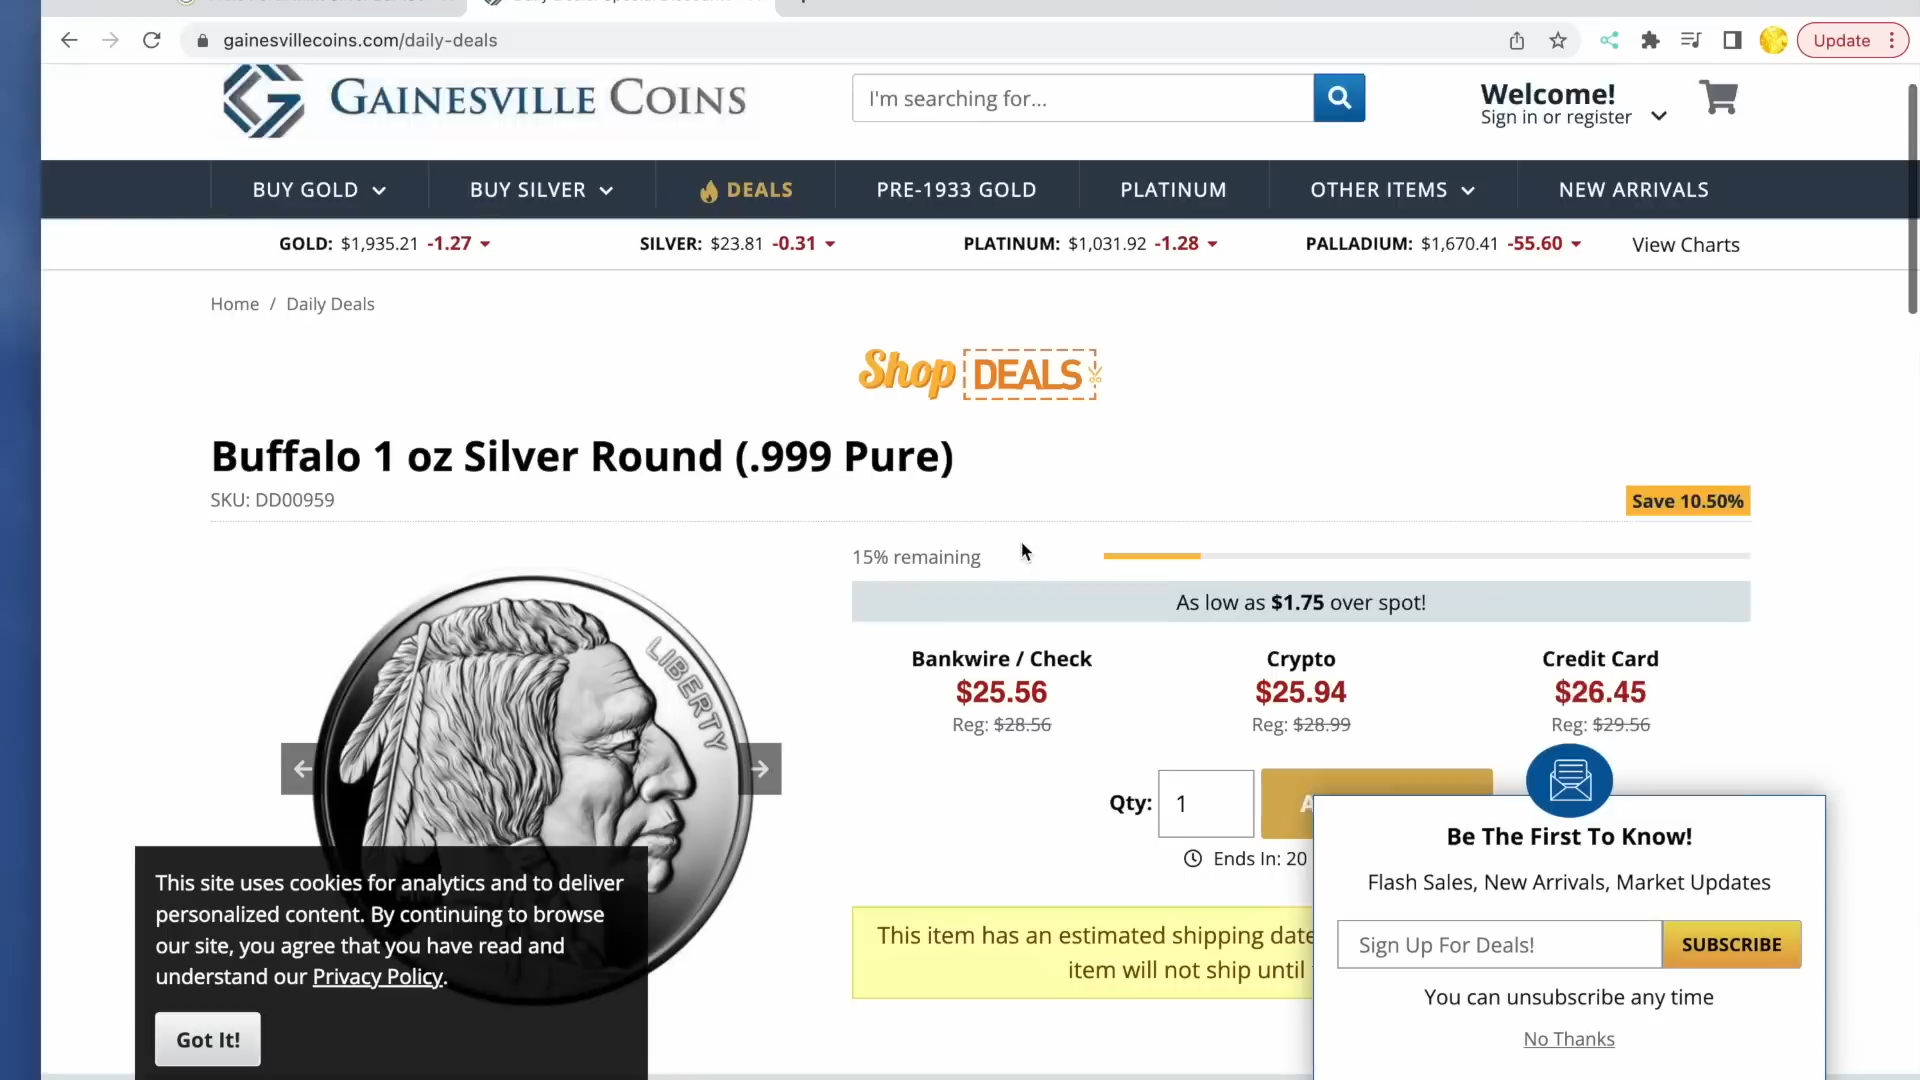 gainesvillecoins.com/daily-deals
Update
GAINESVILLE COINS
I'm searching for...
Welcome!
Sign in or register
BUY GOLD
BUY SILVER
DEALS
PRE-1933 GOLD
PLATINUM
OTHER ITEMS
NEW ARRIVALS
GOLD: $1,935.21 -1.27
SILVER: $23.81 -0.31
PLATINUM: $1,031.92 -1.28
PALLADIUM: $1,670.41 -55.60
View Charts
Home / Daily Deals
Shop DEALS
Buffalo 1 oz Silver Round (.999 Pure)
SKU: DD00959
Save 10.50%
15% remaining
As low as $1.75 over spot!
Bankwire / Check
$25.56
Reg: $28.56
Crypto
$25.94
Reg: $28.99
Credit Card
$26.45
Reg: $29.56
LIBERTY
Qty: 1
Ends In: 20
This item has an estimated shipping date
item will not ship until
This site uses cookies for analytics and to deliver
personalized content. By continuing to browse
our site, you agree that you have read and
understand our Privacy Policy.
Got It!
Be The First To Know!
Flash Sales, New Arrivals, Market Updates
Sign Up For Deals!
SUBSCRIBE
You can unsubscribe any time
No Thanks